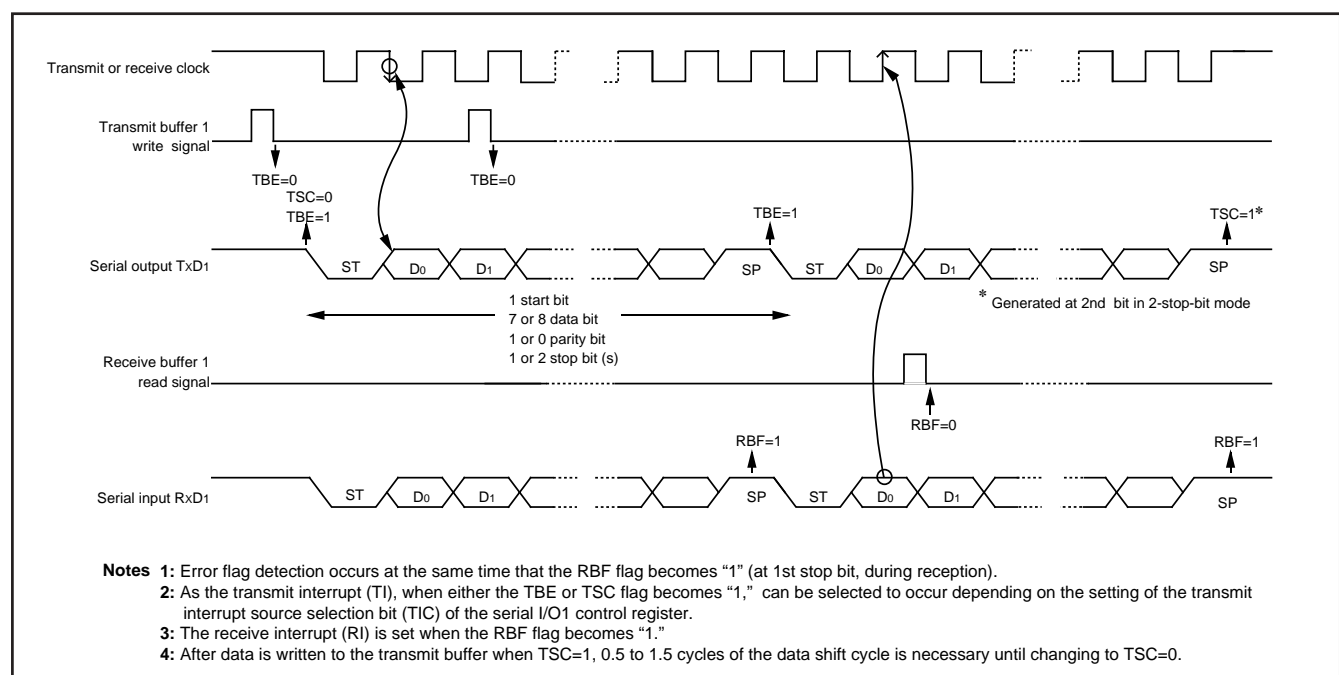 Transmit or receive clock
Transmit buffer 1
write signal
TBE=0
TBE=0
TSC=0
TBE=1
TBE=1
TSC=1*
Serial output TxD1
ST
D0
D1
SP
ST
D0
D1
SP
1 start bit
7 or 8 data bit
1 or 0 parity bit
1 or 2 stop bit (s)
* Generated at 2nd bit in 2-stop-bit mode
Receive buffer 1
read signal
RBF=0
RBF=1
RBF=1
Serial input RxD1
ST
D0
D1
SP
ST
D0
D1
SP
Notes 1: Error flag detection occurs at the same time that the RBF flag becomes “1” (at 1st stop bit, during reception).
2: As the transmit interrupt (TI), when either the TBE or TSC flag becomes “1,” can be selected to occur depending on the setting of the transmit
interrupt source selection bit (TIC) of the serial I/O1 control register.
3: The receive interrupt (RI) is set when the RBF flag becomes “1.”
4: After data is written to the transmit buffer when TSC=1, 0.5 to 1.5 cycles of the data shift cycle is necessary until changing to TSC=0.